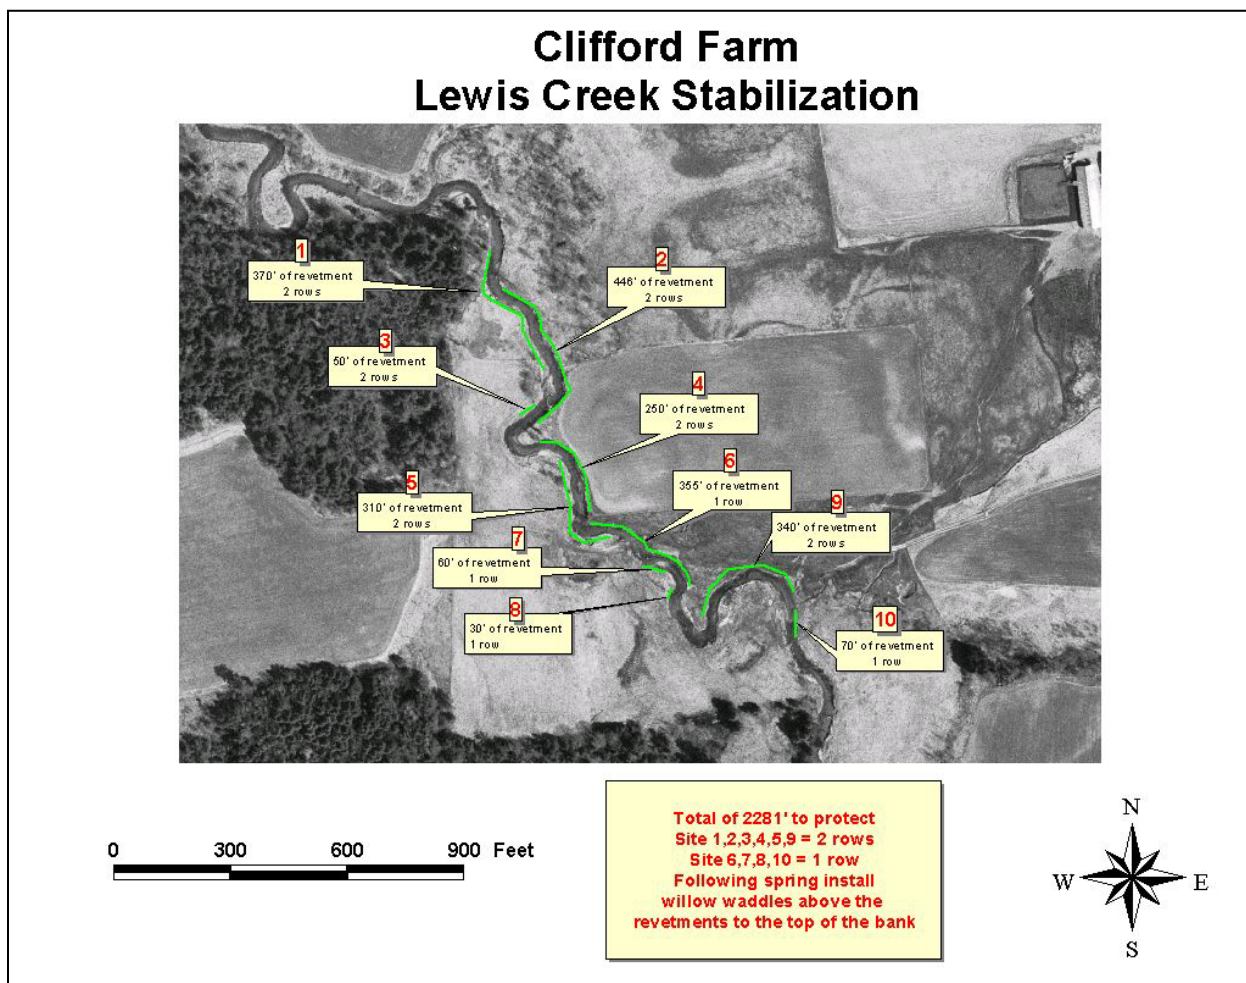 Clifford Farm
Lewis Creek Stabilization
1
370' of revetment
2 rows
2
446' of revetment
2 rows
3
50' of revetment
2 rows
4
250' of revetment
2 rows
5
310' of revetment
2 rows
6
355' of revetment
1 row
7
60' of revetment
1 row
8
30' of revetment
1 row
9
340' of revetment
2 rows
10
70' of revetment
1 row
0 300 600 900 Feet
Total of 2281' to protect
Site 1,2,3,4,5,9 = 2 rows
Site 6,7,8,10 = 1 row
Following spring install
willow waddles above the
revetments to the top of the bank
N
W E
S